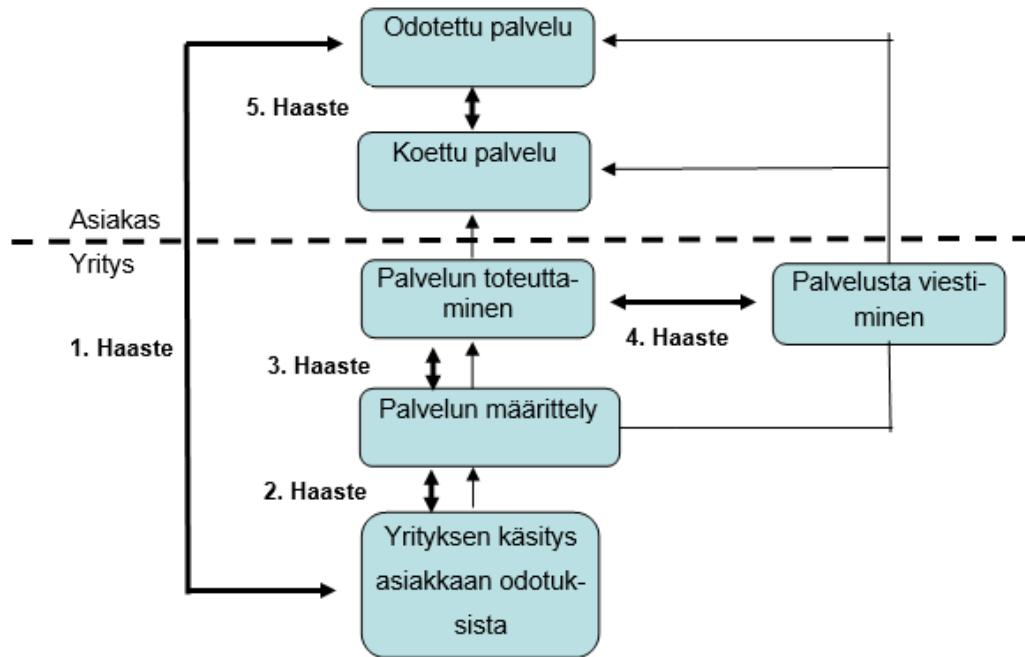 Odotettu palvelu
5. Haaste
Koettu palvelu
Asiakas
Yritys
Palvelun toteutta-
minen
Palvelusta viesti-
minen
4. Haaste
1. Haaste
3. Haaste
Palvelun määrittely
2. Haaste
Yrityksen käsitys
asiakkaan odotuk-
sista